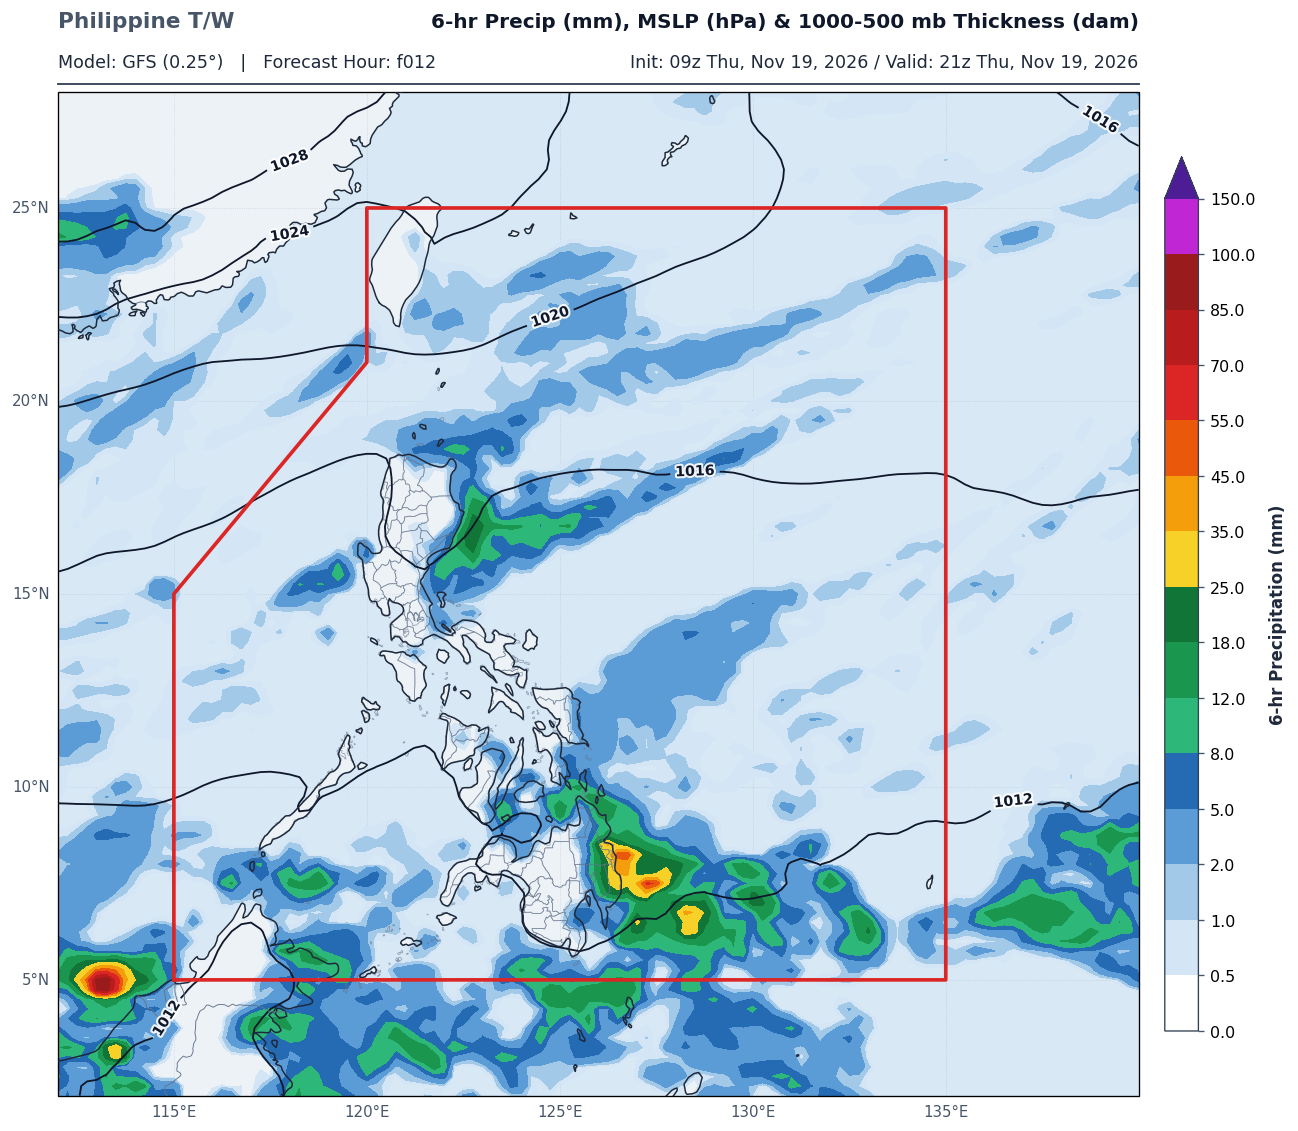 Philippine T/W
6-hr Precip (mm), MSLP (hPa) & 1000-500 mb Thickness (dam)
Model: GFS (0.25°)   |   Forecast Hour: f012
Init: 09z Thu, Nov 19, 2026 / Valid: 21z Thu, Nov 19, 2026
1016
1028
1024
1020
1016
1012
1012
25°N
20°N
15°N
10°N
5°N
115°E
120°E
125°E
130°E
135°E
150.0
100.0
85.0
70.0
55.0
45.0
35.0
25.0
18.0
12.0
8.0
5.0
2.0
1.0
0.5
0.0
6-hr Precipitation (mm)